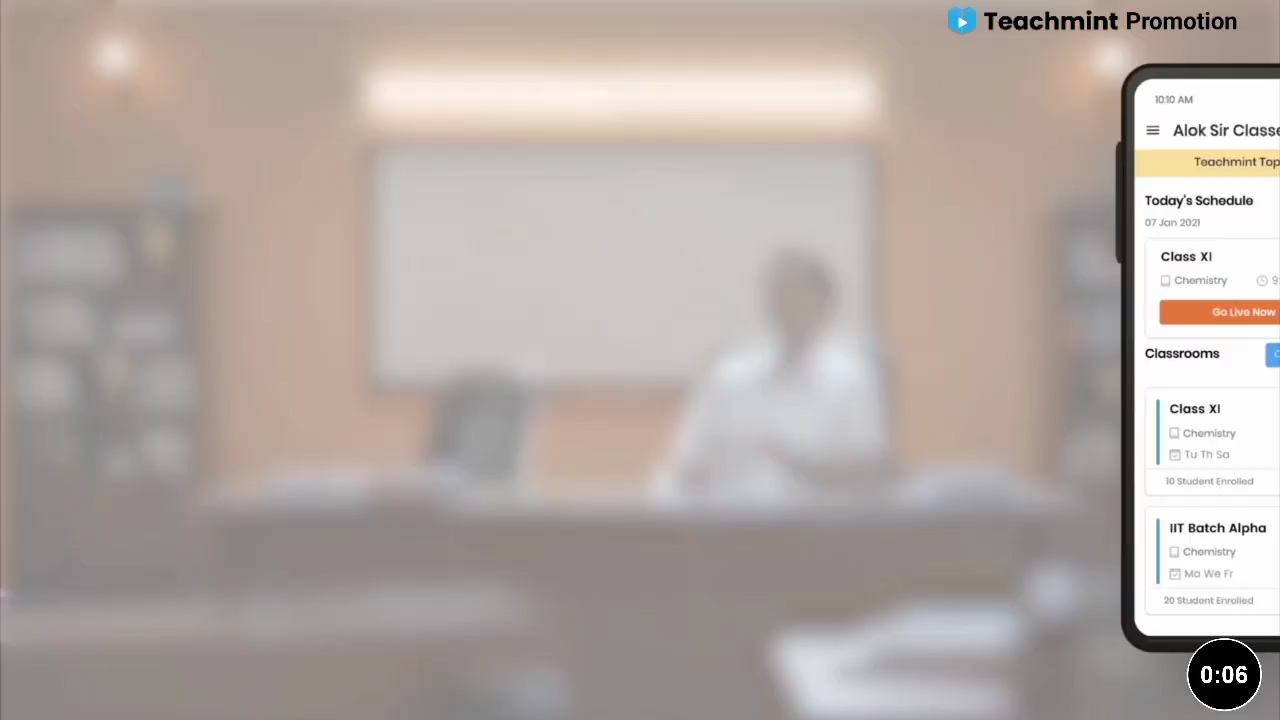 Teachmint Promotion
10:10 AM
Alok Sir Classe
Teachmint Top
Today's Schedule
07 Jan 2021
Class XI
Chemistry
Go Live Now
Classrooms
Class XI
Chemistry
Tu Th Sa
10 Student Enrolled
IIT Batch Alpha
Chemistry
Mo We Fr
20 Student Enrolled
0:06